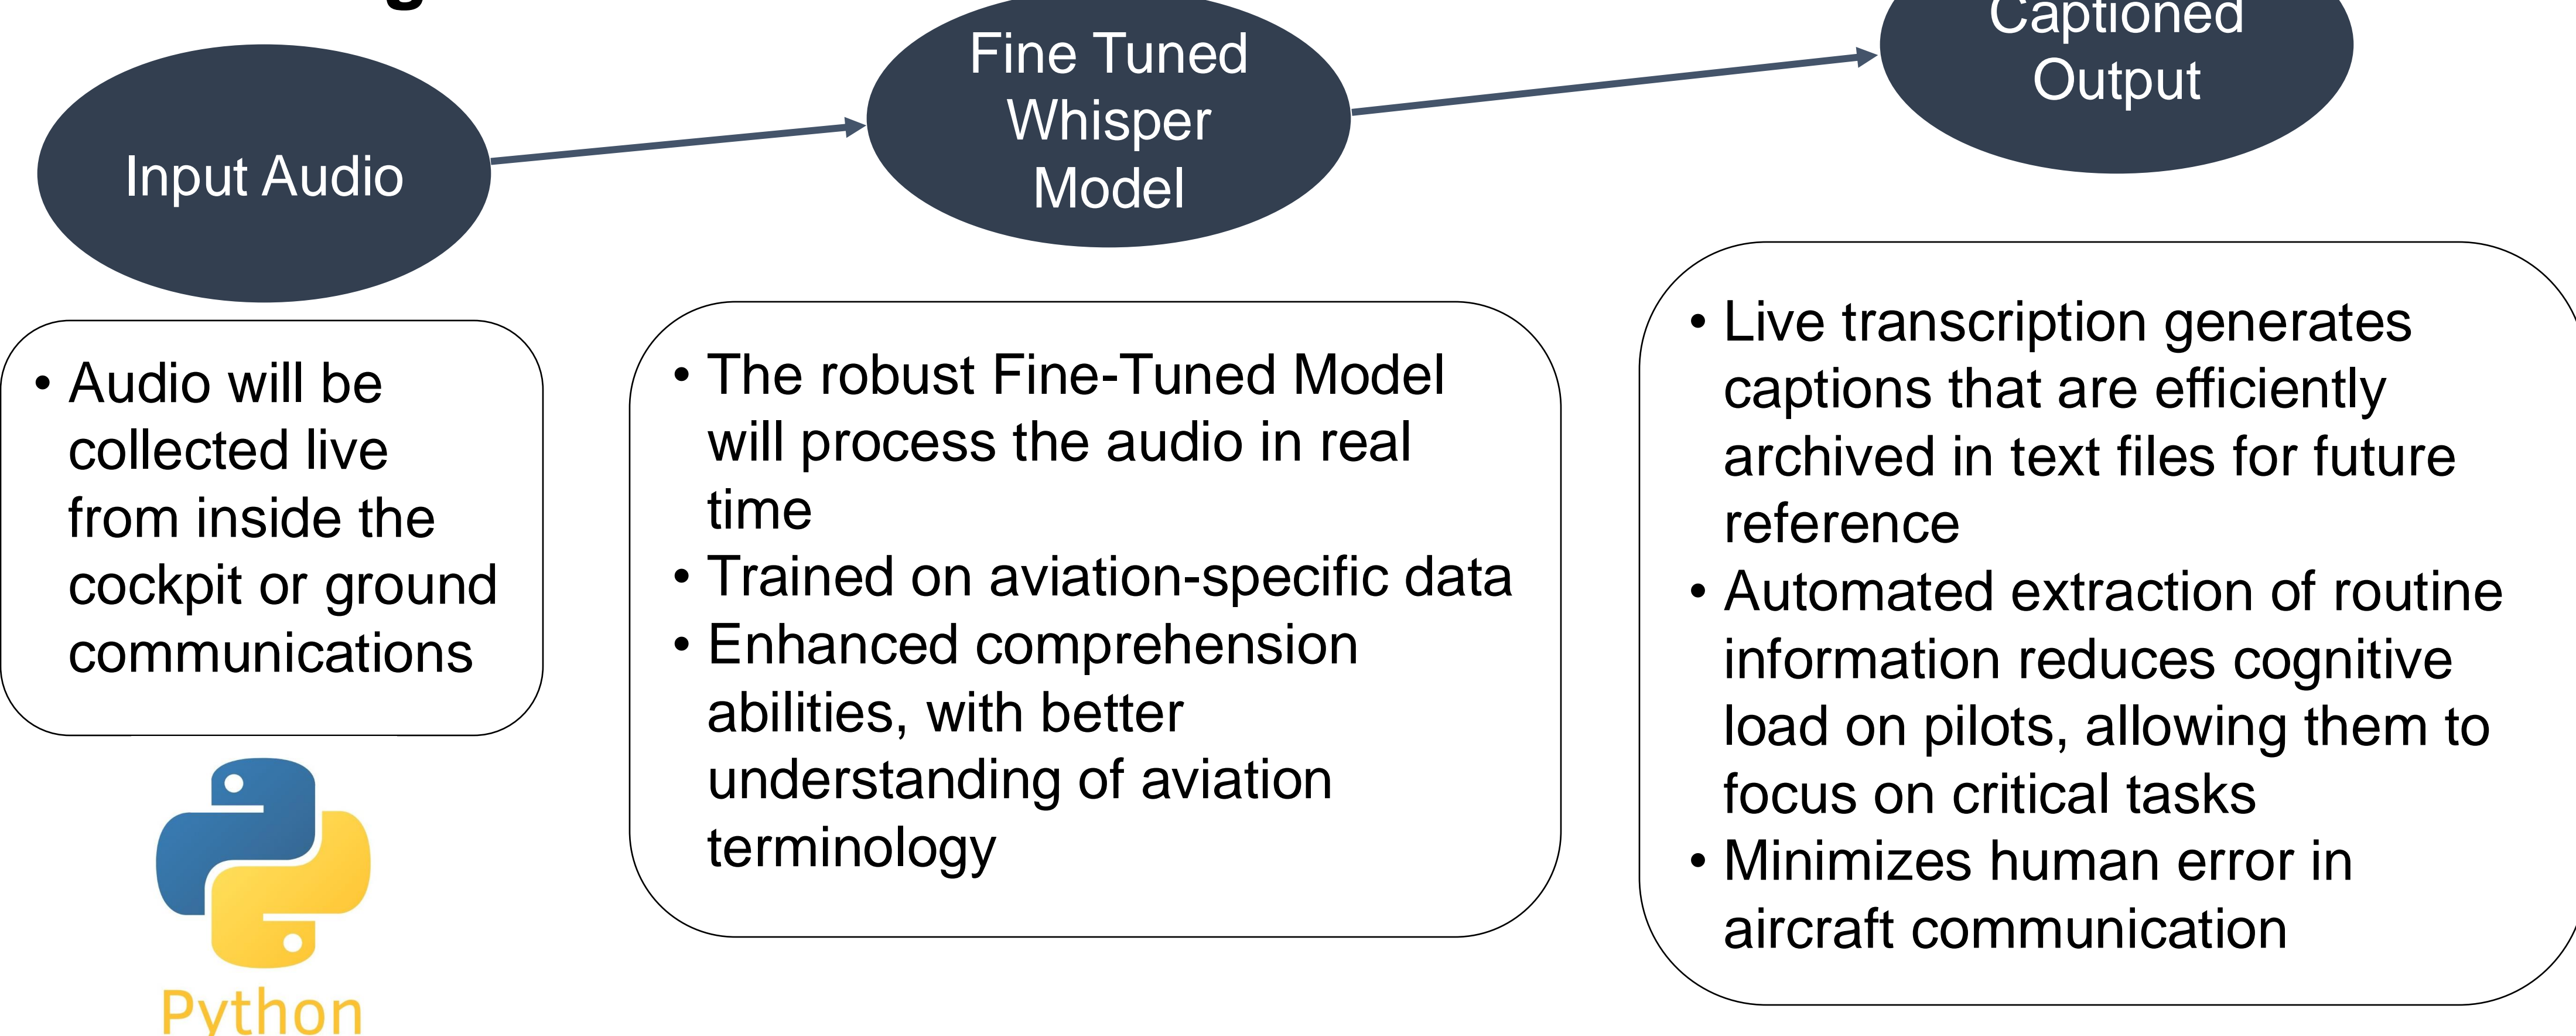 Input Audio
Fine Tuned
Whisper
Model
Captioned
Output
• Audio will be
collected live
from inside the
cockpit or ground
communications
Python
• The robust Fine-Tuned Model
will process the audio in real
time
• Trained on aviation-specific data
• Enhanced comprehension
abilities, with better
understanding of aviation
terminology
• Live transcription generates
captions that are efficiently
archived in text files for future
reference
• Automated extraction of routine
information reduces cognitive
load on pilots, allowing them to
focus on critical tasks
• Minimizes human error in
aircraft communication